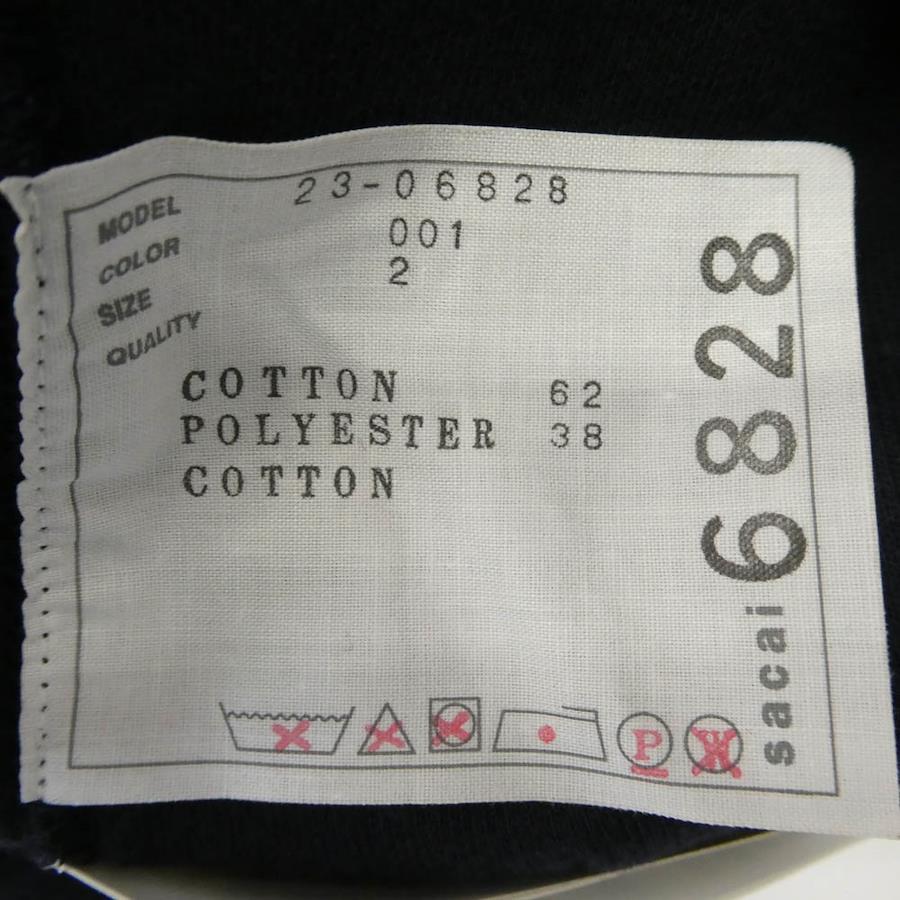 MODEL 23-06828
COLOR 001
SIZE 2
QUALITY
COTTON 62
POLYESTER 38
COTTON
P
W
sacai 6828